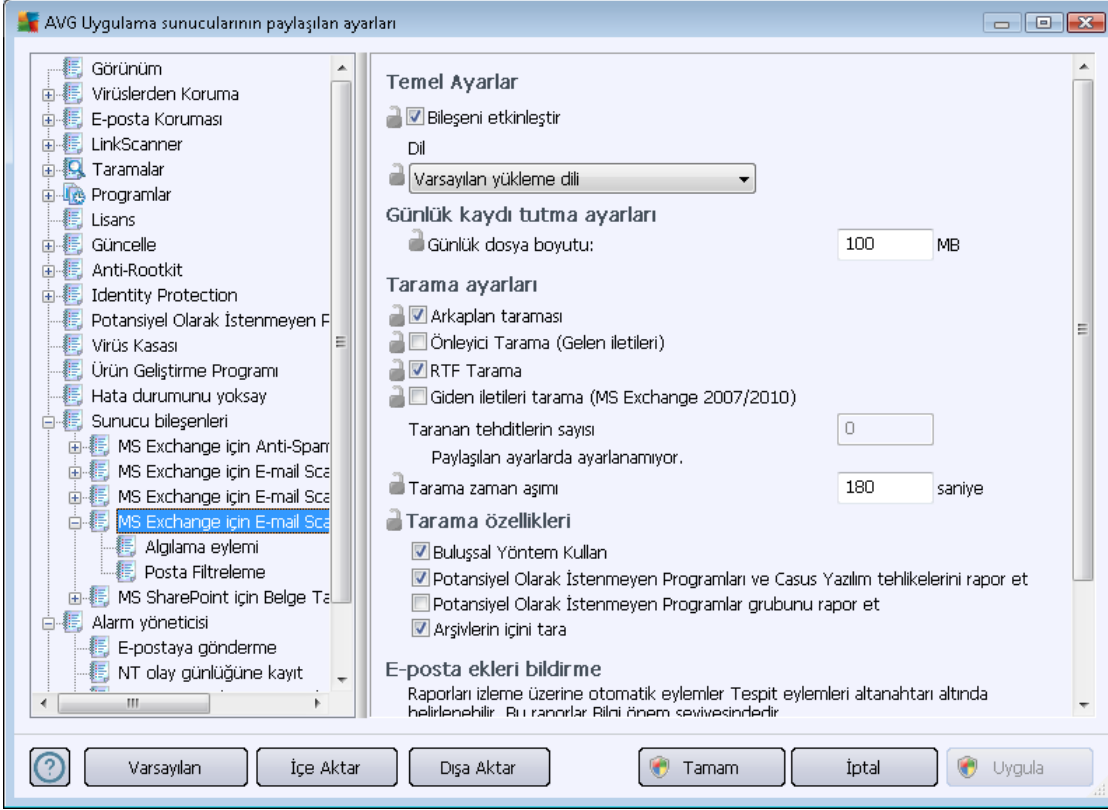 AVG Uygulama sunucularının paylaşılan ayarları
Görünüm
Virüslerden Koruma
E-posta Koruması
LinkScanner
Taramalar
Programlar
Lisans
Güncelle
Anti-Rootkit
Identity Protection
Potansiyel Olarak İstenmeyen P
Virüs Kasası
Ürün Geliştirme Programı
Hata durumunu yoksay
Sunucu bileşenleri
MS Exchange için Anti-Spam
MS Exchange için E-mail Sca
MS Exchange için E-mail Sca
MS Exchange için E-mail Sca
Algılama eylemi
Posta Filtreleme
MS SharePoint için Belge Ta
Alarm yöneticisi
E-postaya gönderme
NT olay günlüğüne kayıt
Temel Ayarlar
Bileşeni etkinleştir
Dil
Varsayılan yükleme dili
Günlük kaydı tutma ayarları
Günlük dosya boyutu: 100 MB
Tarama ayarları
Arkaplan taraması
Önleyici Tarama (Gelen iletileri)
RTF Tarama
Giden iletileri tarama (MS Exchange 2007/2010)
Taranan tehditlerin sayısı 0
Paylaşılan ayarlarda ayarlanamıyor.
Tarama zaman aşımı 180 saniye
Tarama özellikleri
Buluşsal Yöntem Kullan
Potansiyel Olarak İstenmeyen Programları ve Casus Yazılım tehlikelerini rapor et
Potansiyel Olarak İstenmeyen Programlar grubunu rapor et
Arşivlerin içini tara
E-posta ekleri bildirme
Raporları izleme üzerine otomatik eylemler Tespit eylemleri altanahtarı altında
belirlenebilir. Bu raporlar Bilgi önem seviyesindedir.
Varsayılan İçe Aktar Dışa Aktar Tamam İptal Uygula